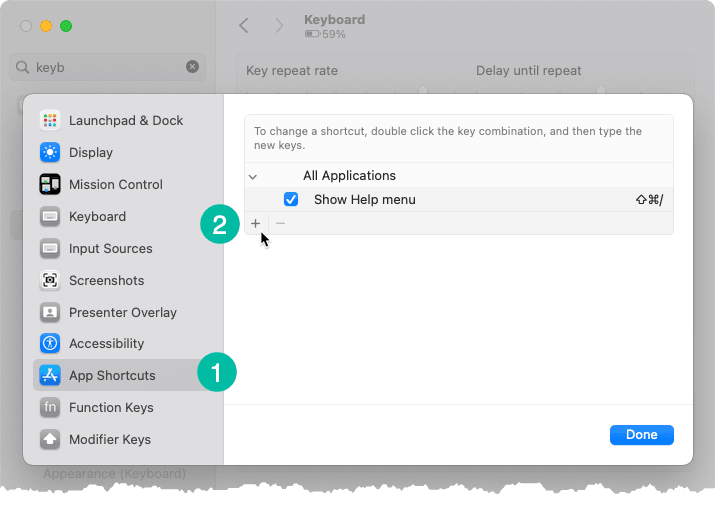 Keyboard
59%
keyb
Key repeat rate
Delay until repeat
Launchpad & Dock
Display
Mission Control
Keyboard
Input Sources
Screenshots
Presenter Overlay
Accessibility
App Shortcuts
fn
Function Keys
Modifier Keys
1
To change a shortcut, double click the key combination, and then type the
new keys.
All Applications
Show Help menu ⇧⌘/
2
+ −
Done
Appearance (Keyboard)